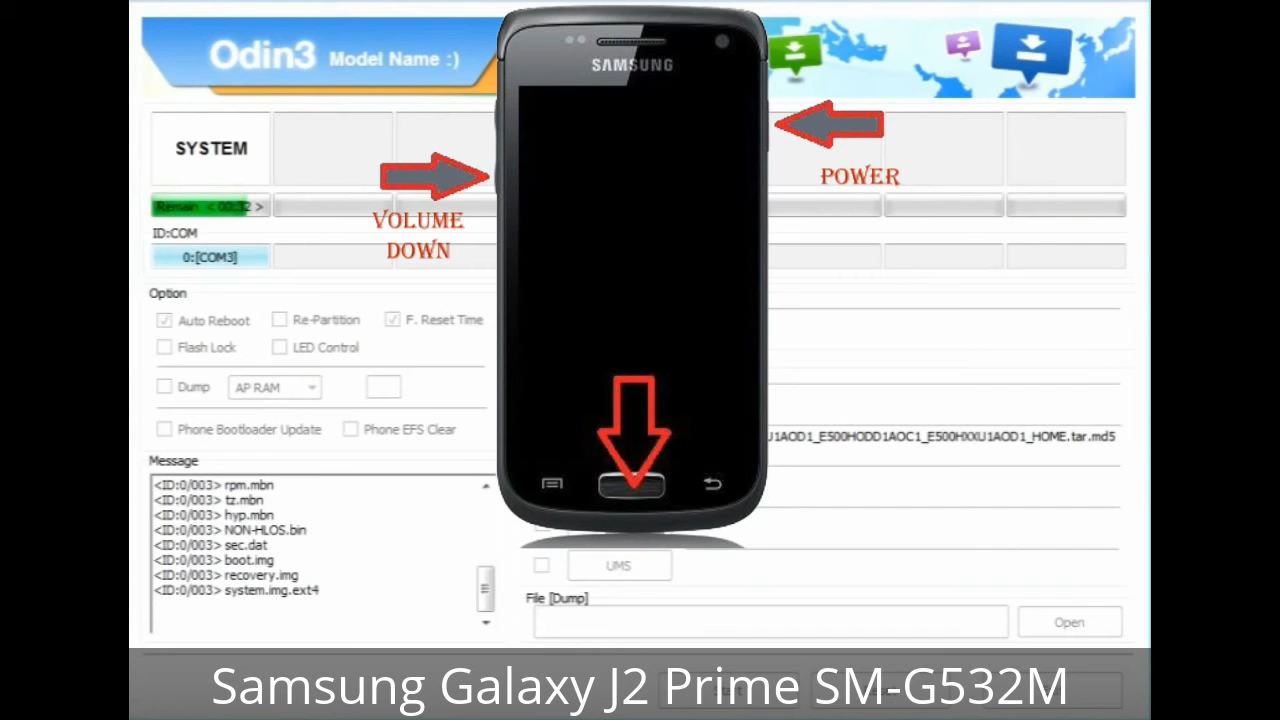 Odin3 Model Name :)
SAMSUNG
SYSTEM
POWER
Remain < 00:32 >
VOLUME
DOWN
ID:COM
0:[COM3]
Option
Auto Reboot Re-Partition F. Reset Time
Flash Lock LED Control
Dump AP RAM
Phone Bootloader Update Phone EFS Clear
U1AOD1_E500HODD1AOC1_E500HXXU1AOD1_HOME.tar.md5
Message
<ID:0/003> rpm.mbn
<ID:0/003> tz.mbn
<ID:0/003> hyp.mbn
<ID:0/003> NON-HLOS.bin
<ID:0/003> sec.dat
<ID:0/003> boot.img
<ID:0/003> recovery.img
<ID:0/003> system.img.ext4
UMS
File [Dump]
Open
Samsung Galaxy J2 Prime SM-G532M